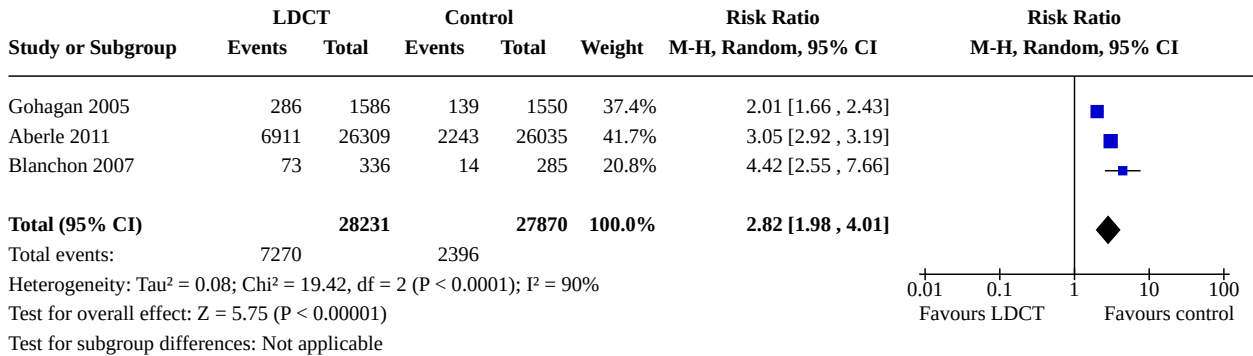 LDCT Control Risk Ratio Risk Ratio
Study or Subgroup Events Total Events Total Weight M-H, Random, 95% CI M-H, Random, 95% CI
Gohagan 2005 286 1586 139 1550 37.4% 2.01 [1.66 , 2.43]
Aberle 2011 6911 26309 2243 26035 41.7% 3.05 [2.92 , 3.19]
Blanchon 2007 73 336 14 285 20.8% 4.42 [2.55 , 7.66]
Total (95% CI) 28231 27870 100.0% 2.82 [1.98 , 4.01]
Total events: 7270 2396
Heterogeneity: Tau² = 0.08; Chi² = 19.42, df = 2 (P < 0.0001); I² = 90%
0.01 0.1 1 10 100
Test for overall effect: Z = 5.75 (P < 0.00001) Favours LDCT Favours control
Test for subgroup differences: Not applicable